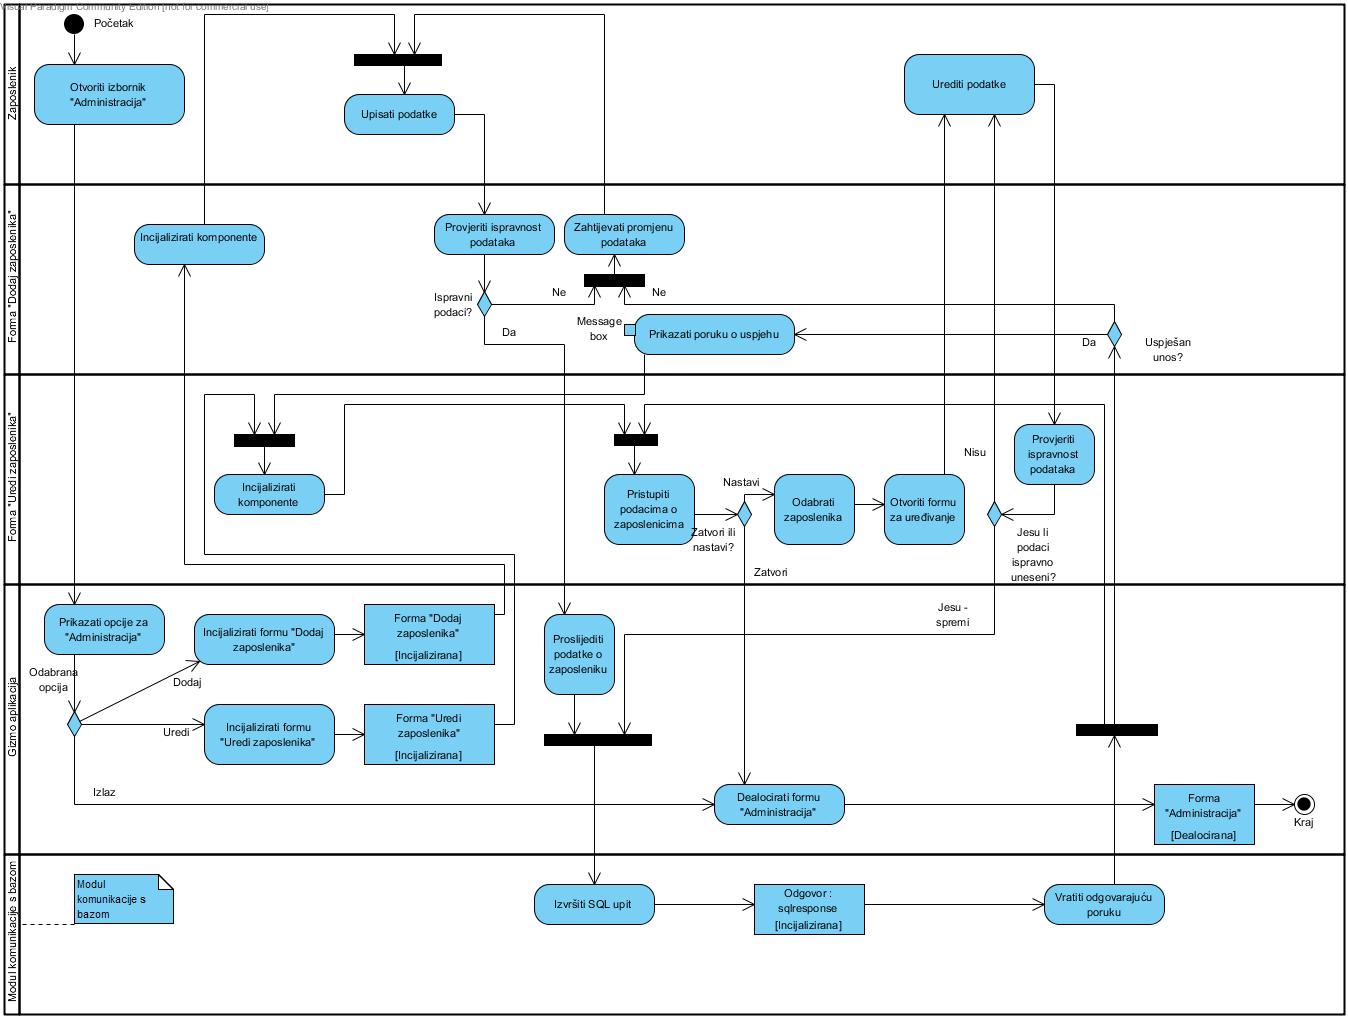 Visual Paradigm Community Edition [not for commercial use]
Zaposlenik
Početak
Otvoriti izbornik
"Administracija"
Upisati podatke
Urediti podatke
Forma "Dodaj zaposlenika"
Incijalizirati komponente
Provjeriti ispravnost
podataka
Zahtijevati promjenu
podataka
Ispravni
podaci?
Ne
Ne
Da
Message
box
Prikazati poruku o uspjehu
Da
Uspješan
unos?
Forma "Uredi zaposlenika"
Incijalizirati
komponente
Pristupiti
podacima o
zaposlenicima
Nastavi
Zatvori ili
nastavi?
Zatvori
Odabrati
zaposlenika
Otvoriti formu
za uređivanje
Nisu
Provjeriti
ispravnost
podataka
Jesu li
podaci
ispravno
uneseni?
Gizmo aplikacija
Prikazati opcije za
"Administracija"
Odabrana
opcija
Dodaj
Uredi
Izlaz
Incijalizirati formu "Dodaj
zaposlenika"
Forma "Dodaj
zaposlenika"
[Incijalizirana]
Incijalizirati formu
"Uredi zaposlenika"
Forma "Uredi
zaposlenika"
[Incijalizirana]
Proslijediti
podatke o
zaposleniku
Jesu -
spremi
Dealocirati formu
"Administracija"
Forma
"Administracija"
[Dealocirana]
Kraj
Modul komunikacije s bazom
Modul
komunikacije s
bazom
Izvršiti SQL upit
Odgovor :
sqlresponse
[Incijalizirana]
Vratiti odgovarajuću
poruku